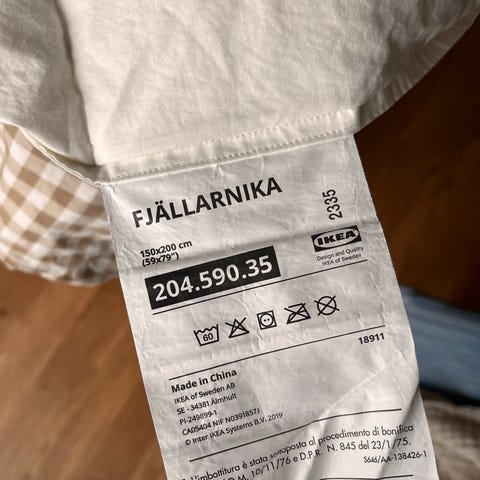 FJÄLLARNIKA
2335
150x200 cm
(59x79")
IKEA
Design and Quality
IKEA of Sweden
204.590.35
60
18911
Made in China
IKEA of Sweden AB
SE - 34381 Älmhult
PI-249899-1
CA05404 NIF N0391857J
© Inter IKEA Systems B.V. 2019
L'imbottitura è stata sottoposta al procedimento di bonifica
D.M. 10/11/76 e D.P.R. N. 845 del 23/1/75.
S646/AA-138426-1